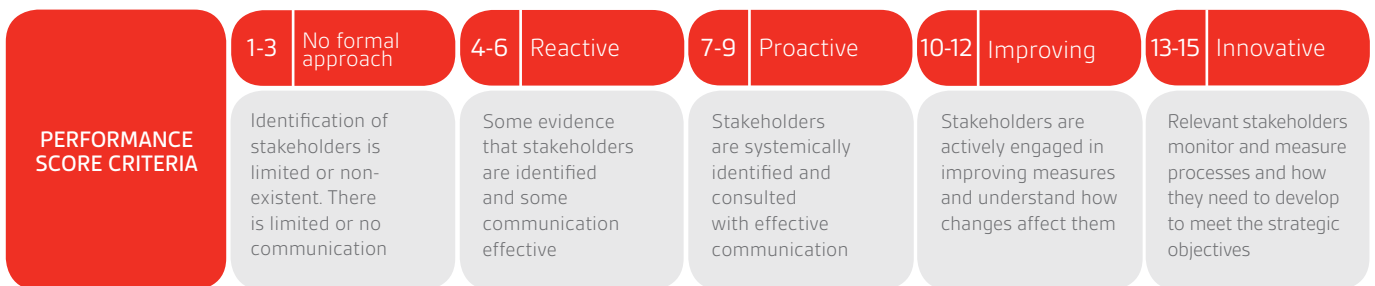 PERFORMANCE
SCORE CRITERIA
1-3
No formal
approach
Identification of
stakeholders is
limited or non-
existent. There
is limited or no
communication
4-6
Reactive
Some evidence
that stakeholders
are identified
and some
communication
effective
7-9
Proactive
Stakeholders
are systemically
identified and
consulted
with effective
communication
10-12
Improving
Stakeholders are
actively engaged in
improving measures
and understand how
changes affect them
13-15
Innovative
Relevant stakeholders
monitor and measure
processes and how
they need to develop
to meet the strategic
objectives